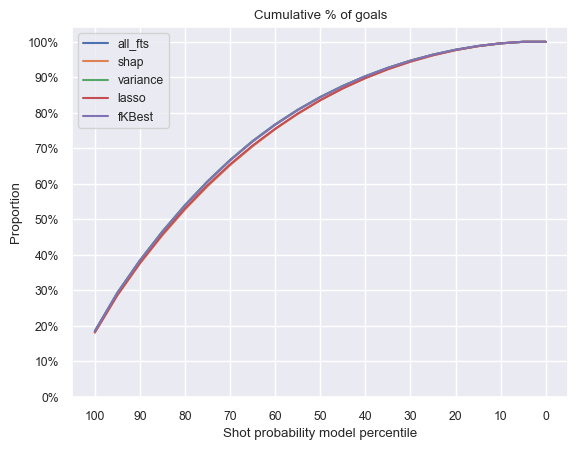 Cumulative % of goals
all_fts
shap
variance
lasso
fKBest
Proportion
100%
90%
80%
70%
60%
50%
40%
30%
20%
10%
0%
100 90 80 70 60 50 40 30 20 10 0
Shot probability model percentile